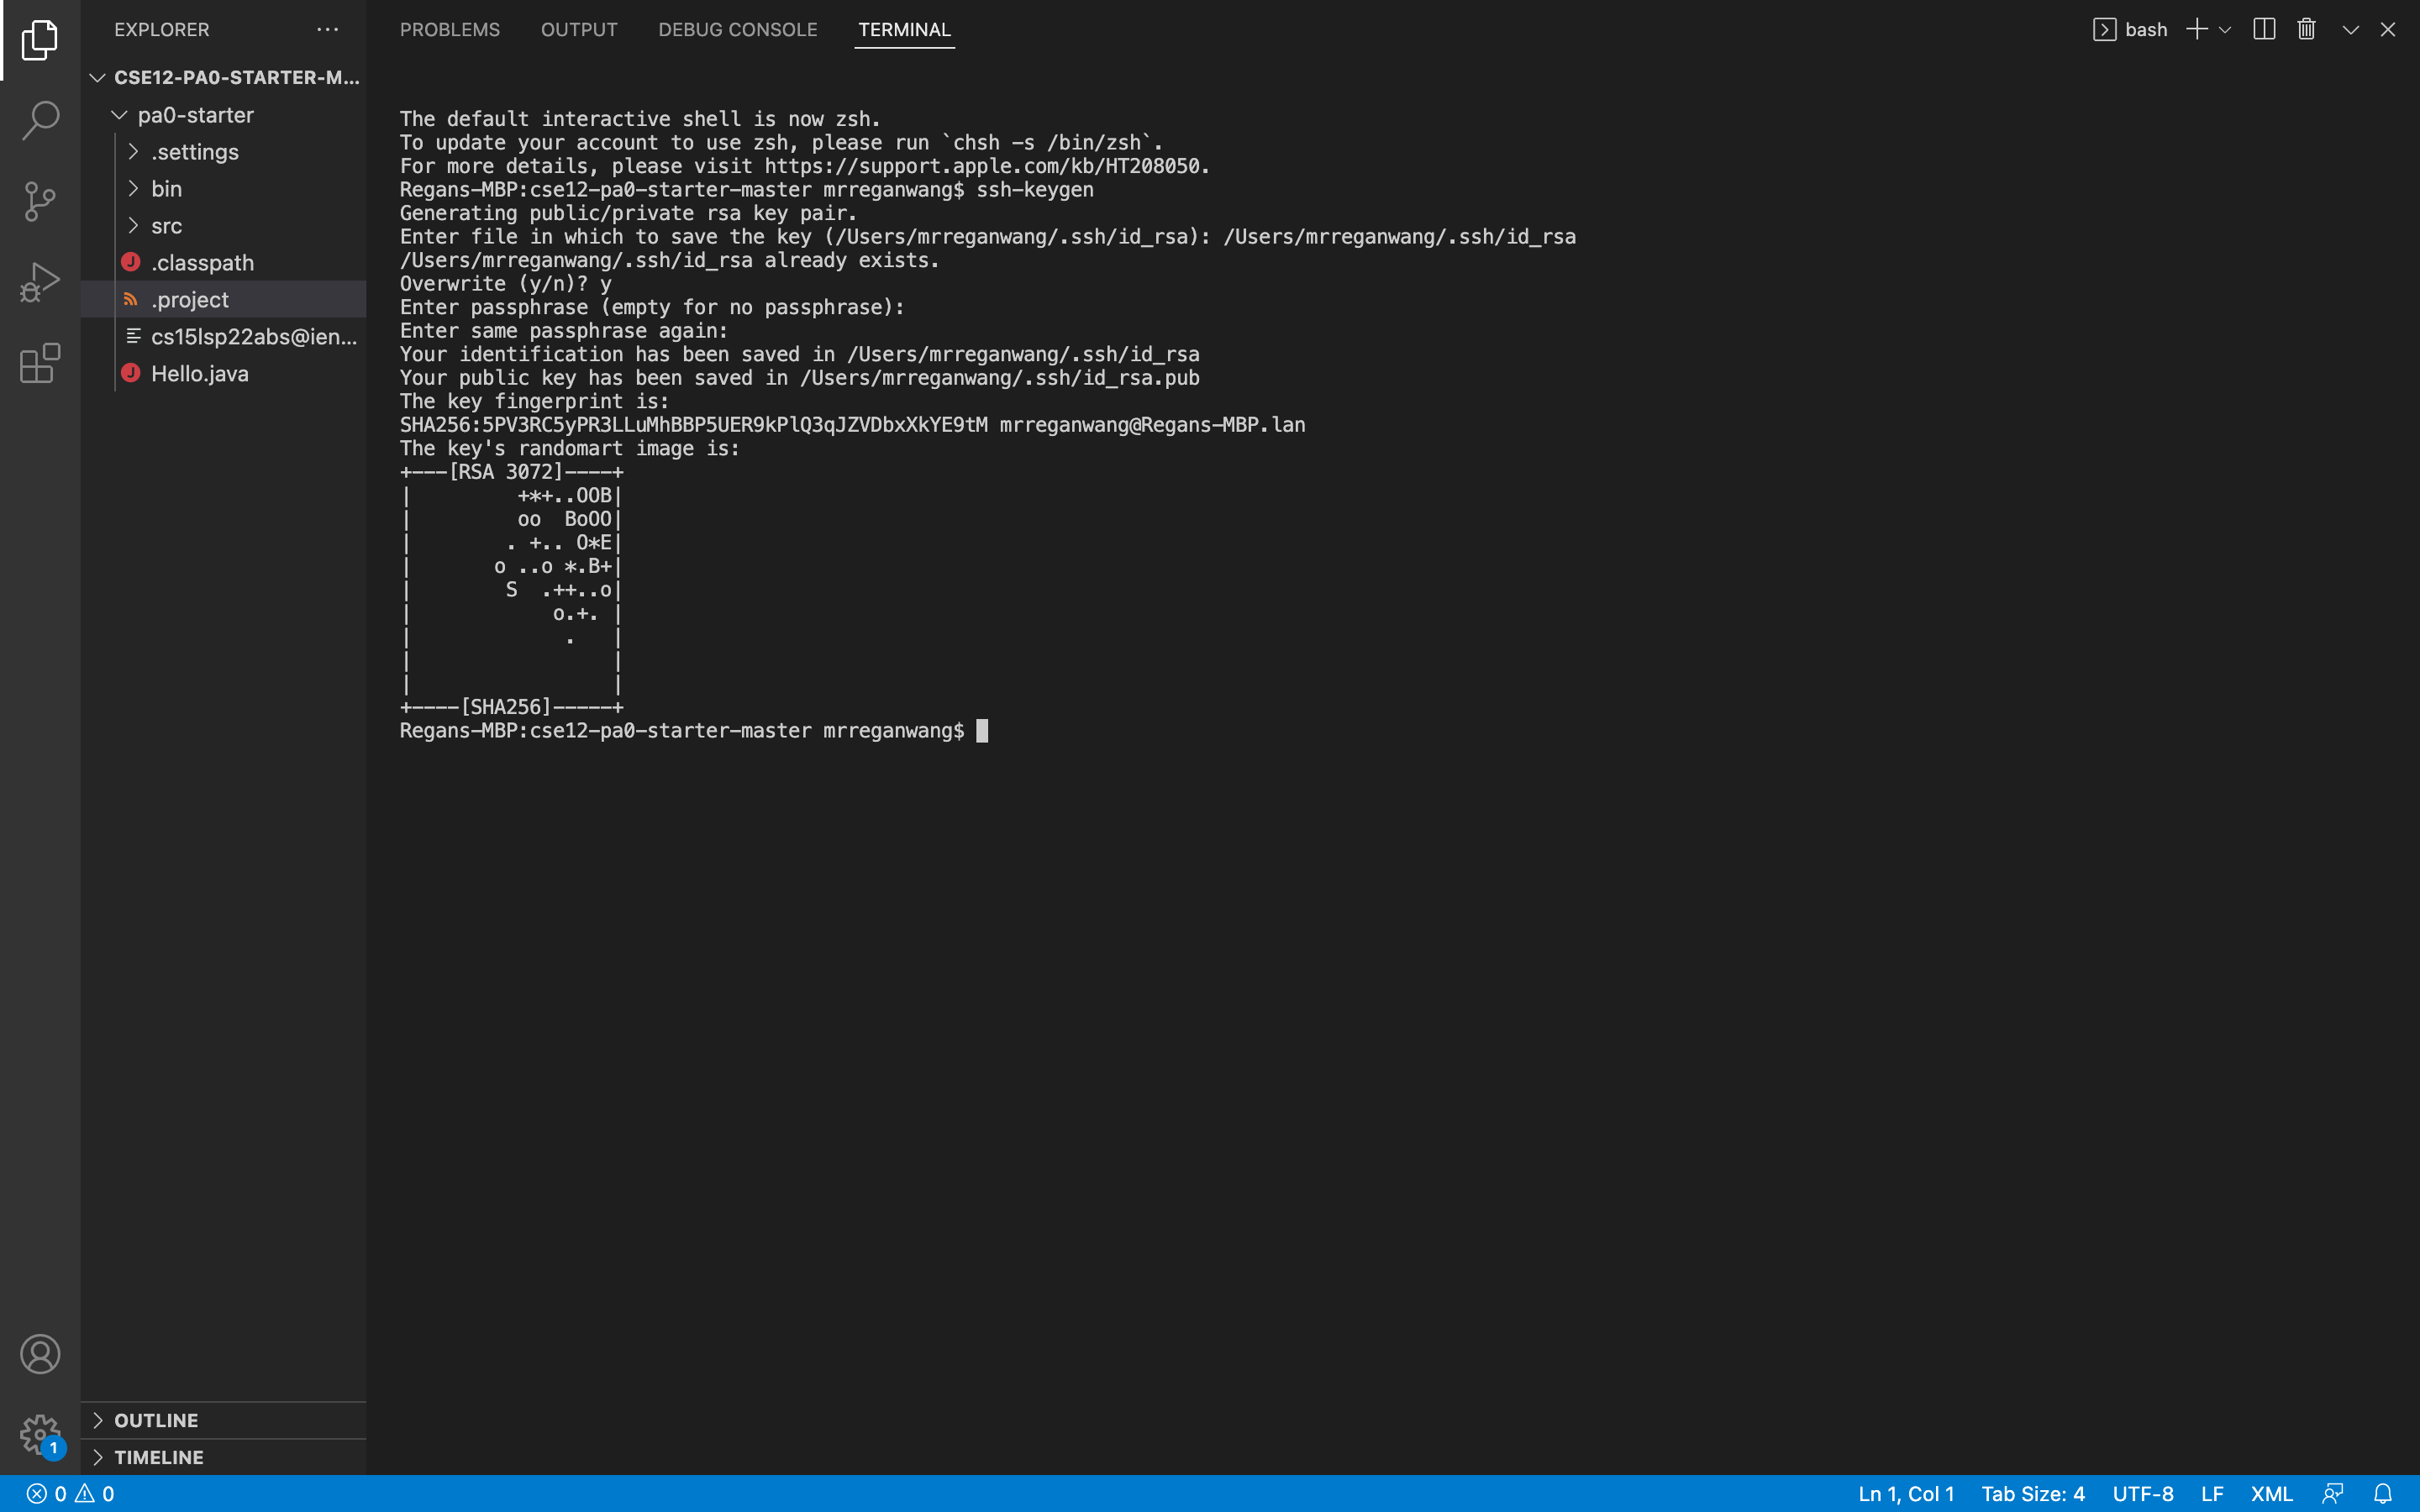 EXPLORER
CSE12-PA0-STARTER-M...
pa0-starter
.settings
bin
src
.classpath
.project
cs15lsp22abs@ien...
Hello.java
OUTLINE
TIMELINE
1
PROBLEMS OUTPUT DEBUG CONSOLE TERMINAL
bash
The default interactive shell is now zsh.
To update your account to use zsh, please run `chsh -s /bin/zsh`.
For more details, please visit https://support.apple.com/kb/HT208050.
Regans-MBP:cse12-pa0-starter-master mrreganwang$ ssh-keygen
Generating public/private rsa key pair.
Enter file in which to save the key (/Users/mrreganwang/.ssh/id_rsa): /Users/mrreganwang/.ssh/id_rsa
/Users/mrreganwang/.ssh/id_rsa already exists.
Overwrite (y/n)? y
Enter passphrase (empty for no passphrase):
Enter same passphrase again:
Your identification has been saved in /Users/mrreganwang/.ssh/id_rsa
Your public key has been saved in /Users/mrreganwang/.ssh/id_rsa.pub
The key fingerprint is:
SHA256:5PV3RC5yPR3LLuMhBBP5UER9kPlQ3qJZVDbxXkYE9tM mrreganwang@Regans-MBP.lan
The key's randomart image is:
+---[RSA 3072]----+
|         +*+..OOB|
|         oo  BoOO|
|        . +.. O*E|
|       o ..o *.B+|
|        S  .++..o|
|            o.+. |
|             .   |
|                 |
|                 |
+----[SHA256]-----+
Regans-MBP:cse12-pa0-starter-master mrreganwang$
0 0
Ln 1, Col 1 Tab Size: 4 UTF-8 LF XML